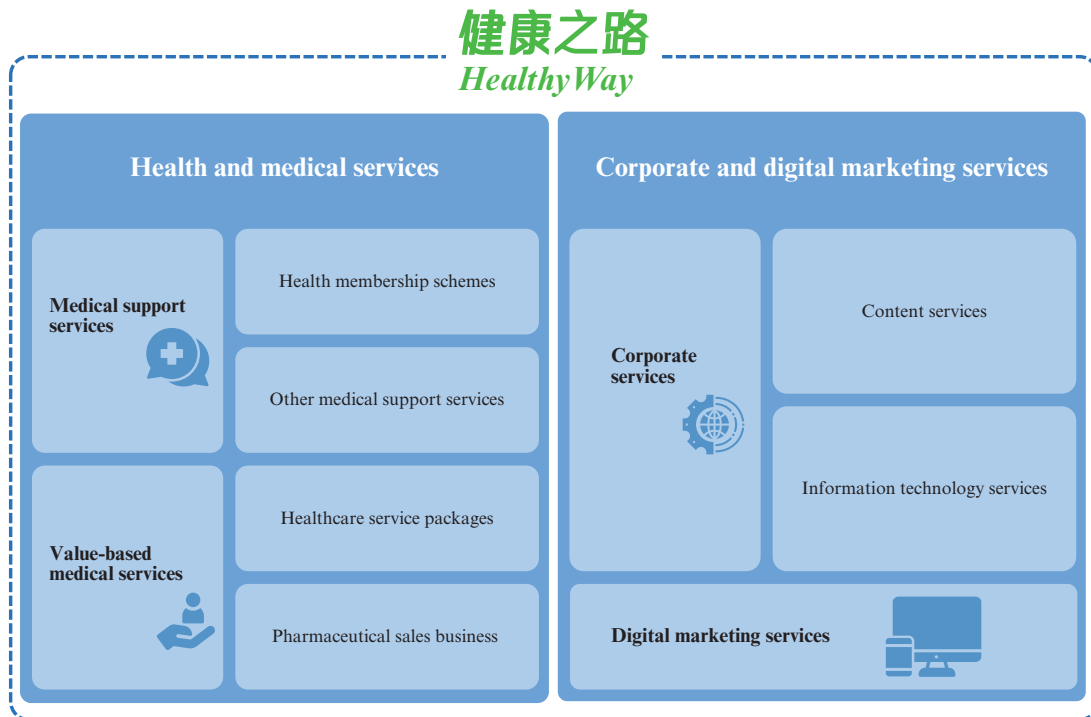 健康之路
HealthyWay
Health and medical services
Medical support
services
Health membership schemes
Other medical support services
Value-based
medical services
Healthcare service packages
Pharmaceutical sales business
Corporate and digital marketing services
Corporate
services
Content services
Information technology services
Digital marketing services